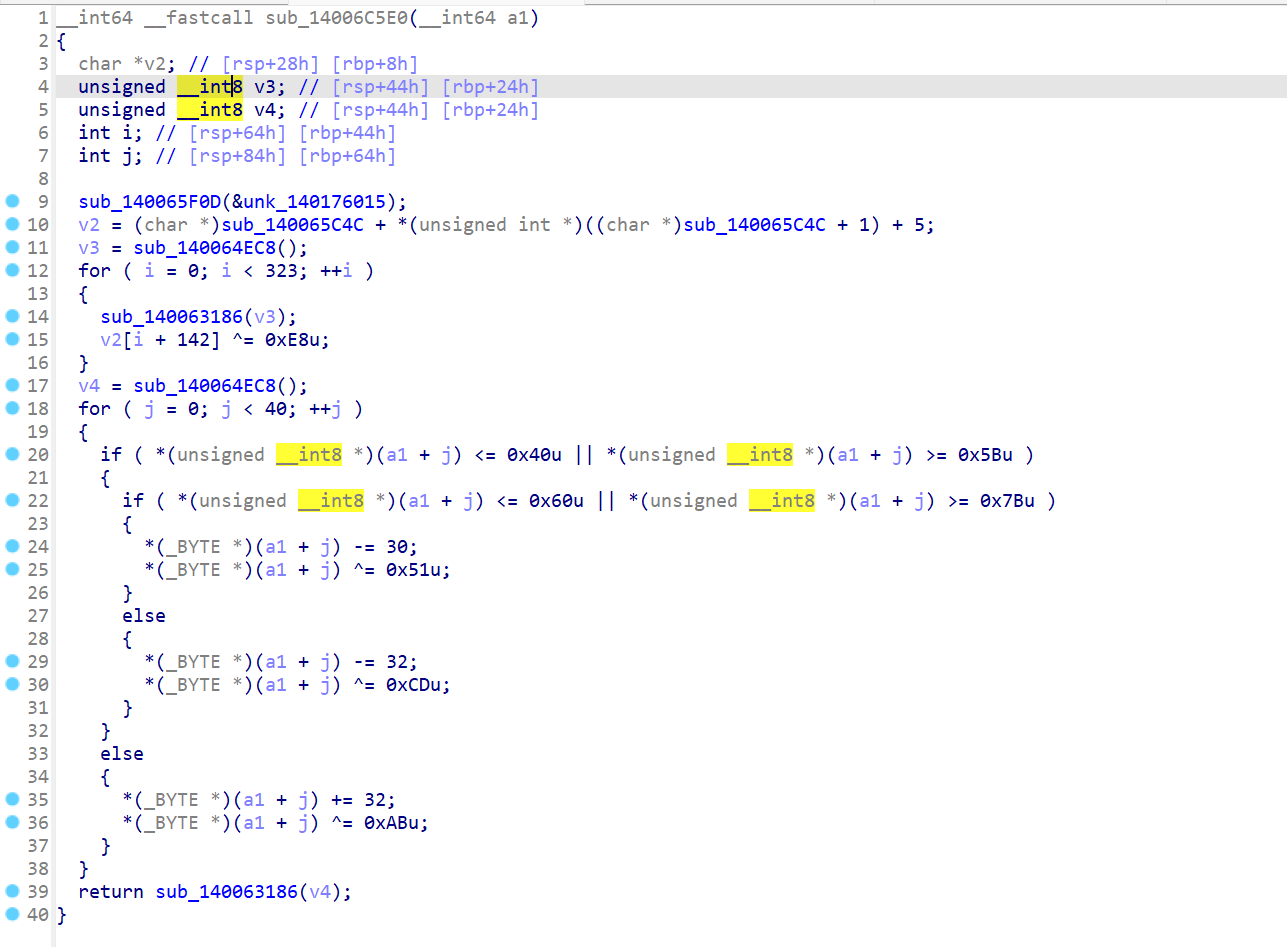 1 __int64 __fastcall sub_14006C5E0(__int64 a1)
2 {
3   char *v2; // [rsp+28h] [rbp+8h]
4   unsigned __int8 v3; // [rsp+44h] [rbp+24h]
5   unsigned __int8 v4; // [rsp+44h] [rbp+24h]
6   int i; // [rsp+64h] [rbp+44h]
7   int j; // [rsp+84h] [rbp+64h]
8
9   sub_140065F0D(&unk_140176015);
10   v2 = (char *)sub_140065C4C + *(unsigned int *)((char *)sub_140065C4C + 1) + 5;
11   v3 = sub_140064EC8();
12   for ( i = 0; i < 323; ++i )
13   {
14     sub_140063186(v3);
15     v2[i + 142] ^= 0xE8u;
16   }
17   v4 = sub_140064EC8();
18   for ( j = 0; j < 40; ++j )
19   {
20     if ( *(unsigned __int8 *)(a1 + j) <= 0x40u || *(unsigned __int8 *)(a1 + j) >= 0x5Bu )
21     {
22       if ( *(unsigned __int8 *)(a1 + j) <= 0x60u || *(unsigned __int8 *)(a1 + j) >= 0x7Bu )
23       {
24         *(_BYTE *)(a1 + j) -= 30;
25         *(_BYTE *)(a1 + j) ^= 0x51u;
26       }
27       else
28       {
29         *(_BYTE *)(a1 + j) -= 32;
30         *(_BYTE *)(a1 + j) ^= 0xCDu;
31       }
32     }
33     else
34     {
35       *(_BYTE *)(a1 + j) += 32;
36       *(_BYTE *)(a1 + j) ^= 0xABu;
37     }
38   }
39   return sub_140063186(v4);
40 }